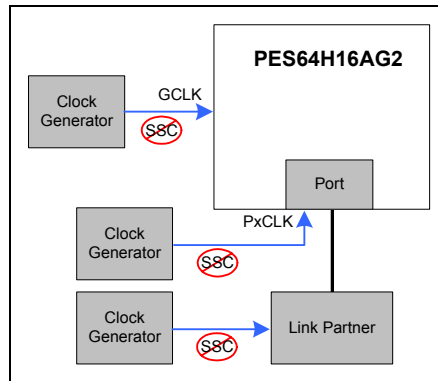 PES64H16AG2
Clock
Generator
GCLK
SSC
Port
PxCLK
Clock
Generator
SSC
Clock
Generator
SSC
Link Partner